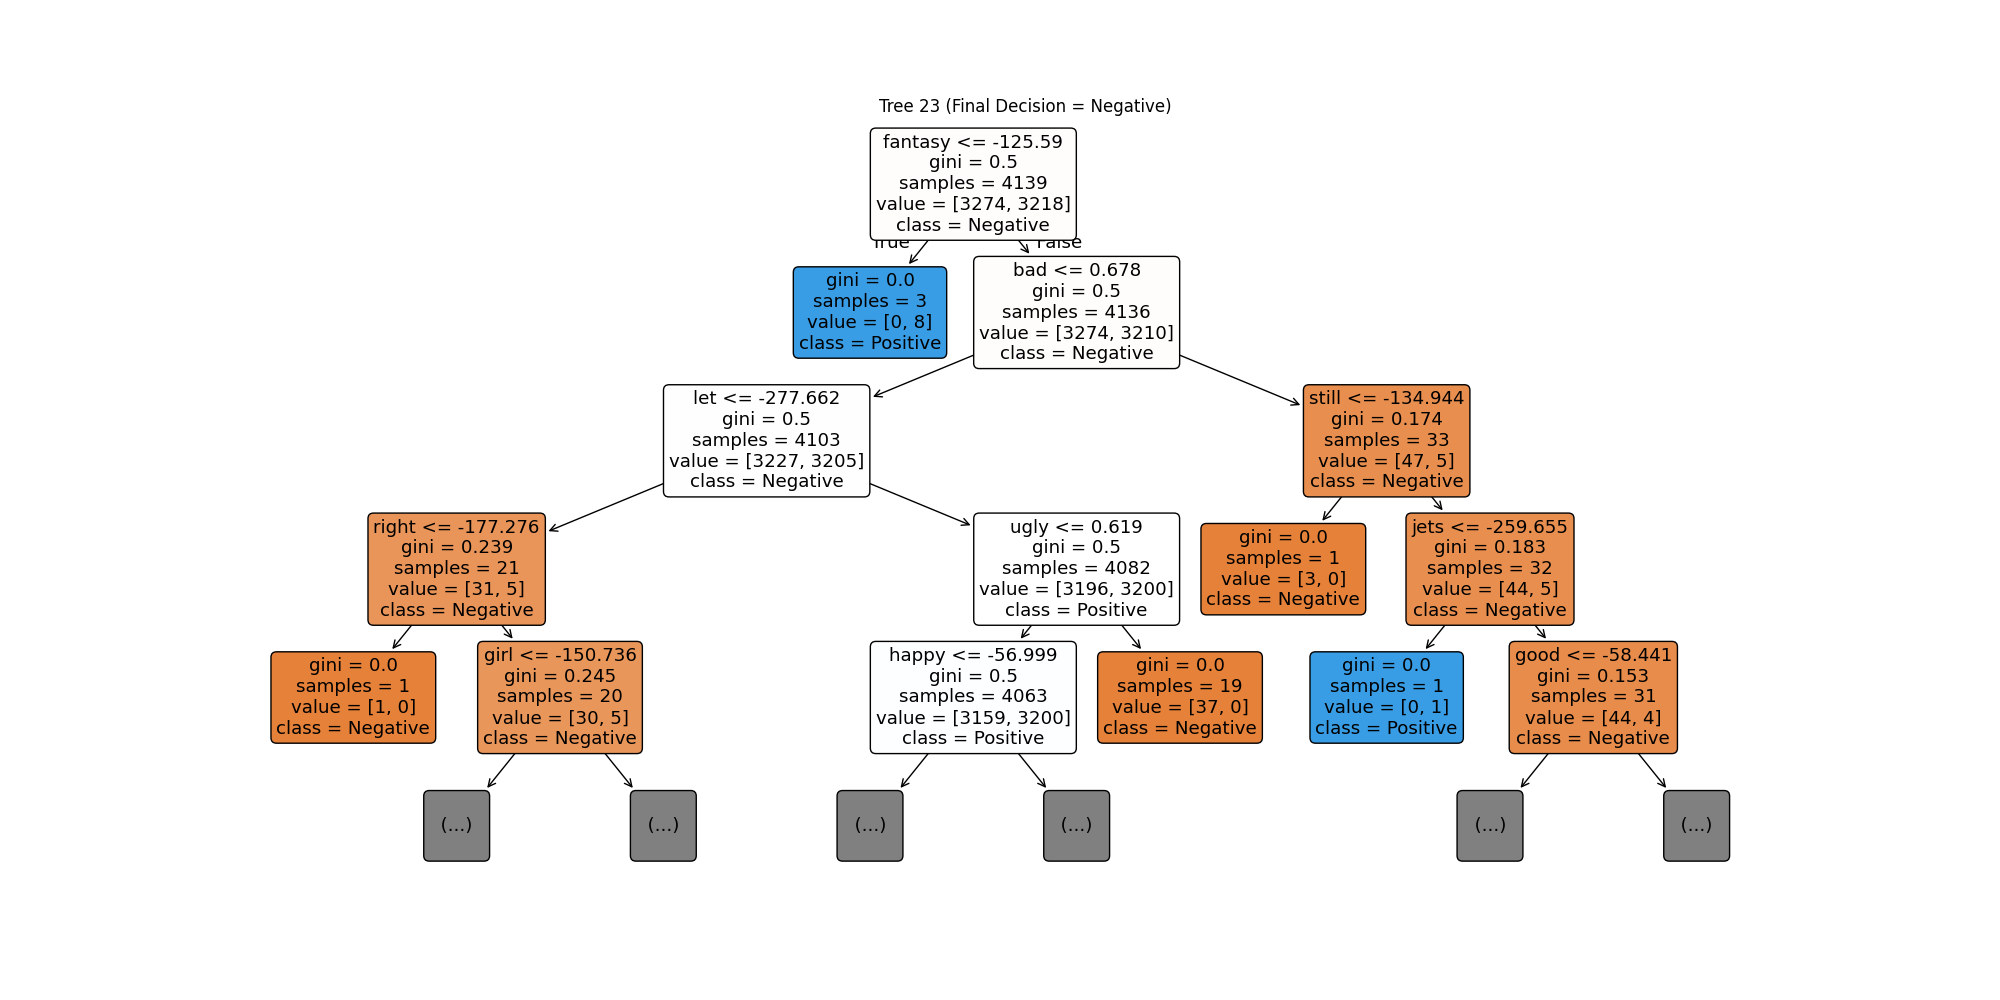 Tree 23 (Final Decision = Negative)
fantasy <= -125.59
gini = 0.5
samples = 4139
value = [3274, 3218]
class = Negative
True
False
gini = 0.0
samples = 3
value = [0, 8]
class = Positive
bad <= 0.678
gini = 0.5
samples = 4136
value = [3274, 3210]
class = Negative
let <= -277.662
gini = 0.5
samples = 4103
value = [3227, 3205]
class = Negative
still <= -134.944
gini = 0.174
samples = 33
value = [47, 5]
class = Negative
right <= -177.276
gini = 0.239
samples = 21
value = [31, 5]
class = Negative
ugly <= 0.619
gini = 0.5
samples = 4082
value = [3196, 3200]
class = Positive
gini = 0.0
samples = 1
value = [3, 0]
class = Negative
jets <= -259.655
gini = 0.183
samples = 32
value = [44, 5]
class = Negative
gini = 0.0
samples = 1
value = [1, 0]
class = Negative
girl <= -150.736
gini = 0.245
samples = 20
value = [30, 5]
class = Negative
happy <= -56.999
gini = 0.5
samples = 4063
value = [3159, 3200]
class = Positive
gini = 0.0
samples = 19
value = [37, 0]
class = Negative
gini = 0.0
samples = 1
value = [0, 1]
class = Positive
good <= -58.441
gini = 0.153
samples = 31
value = [44, 4]
class = Negative
(...)
(...)
(...)
(...)
(...)
(...)